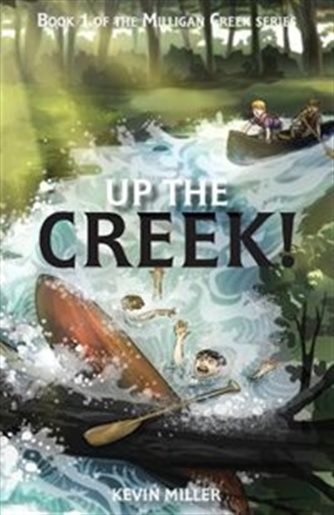 Book 1 of the Milligan Creek series
UP THE
CREEK!
KEVIN MILLER